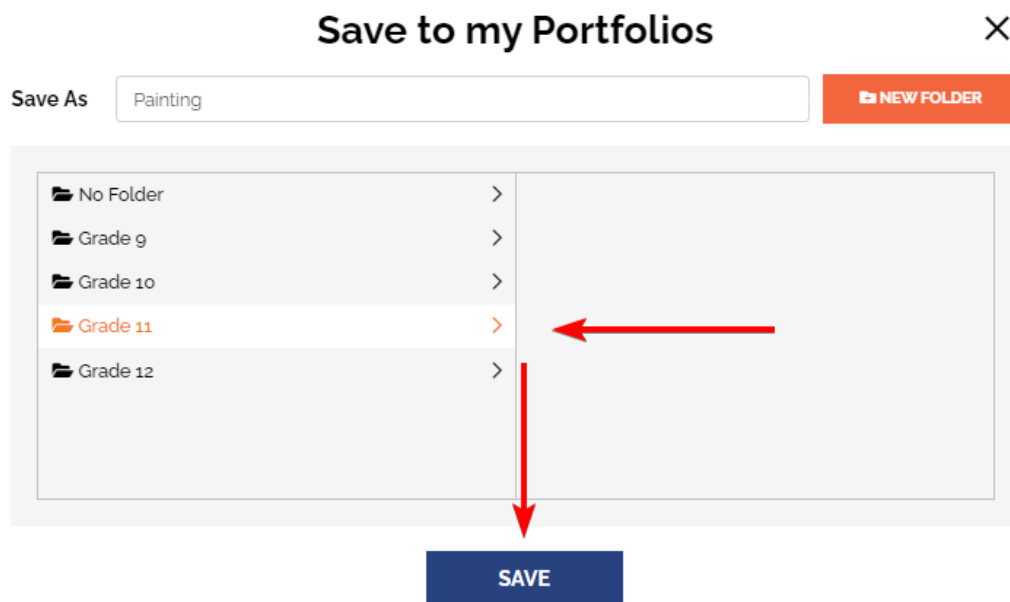 Save to my Portfolios
Save As
Painting
NEW FOLDER
No Folder
Grade 9
Grade 10
Grade 11
Grade 12
SAVE